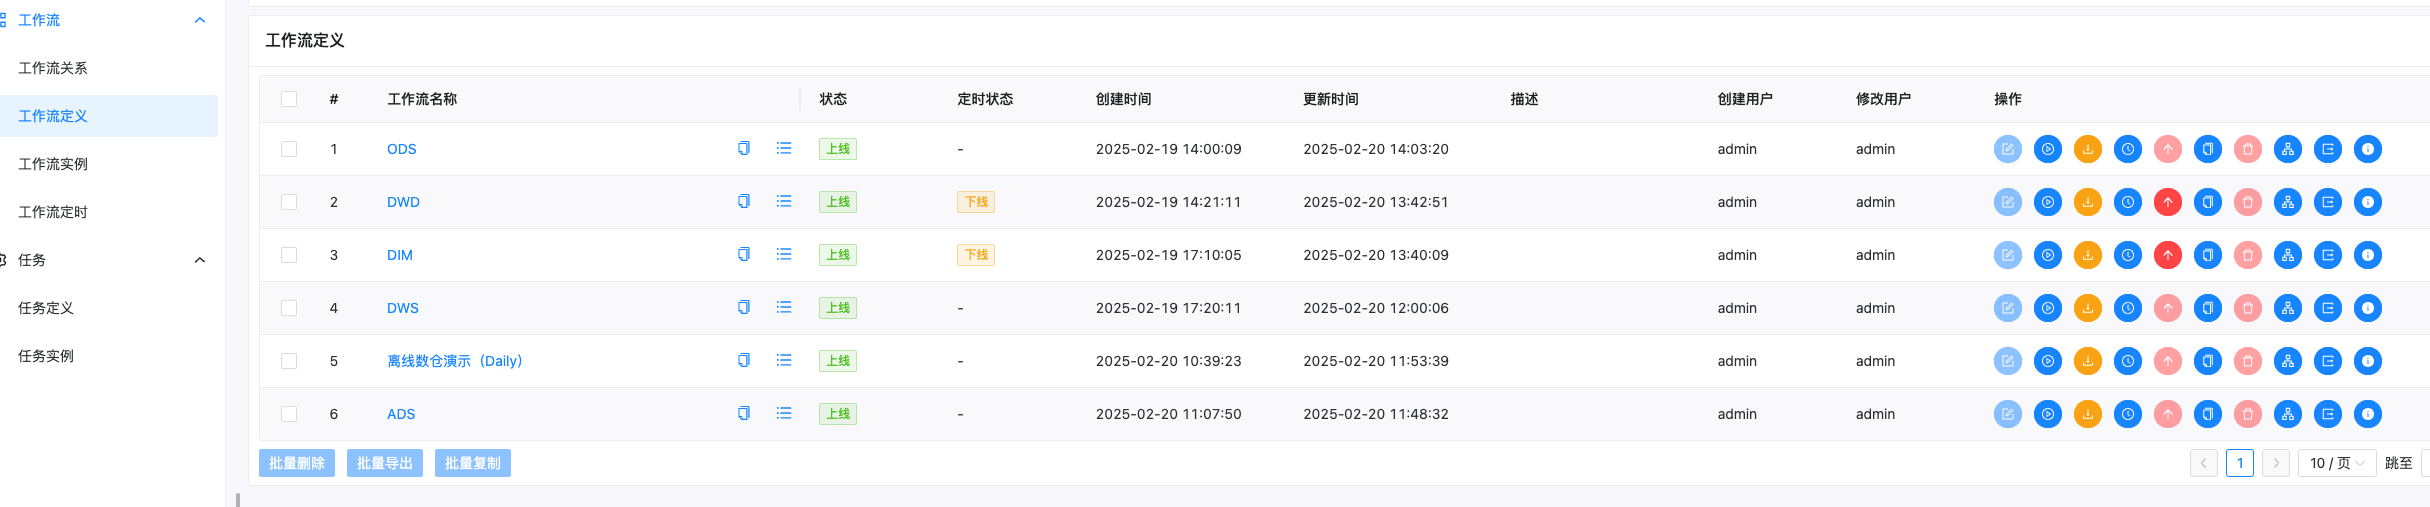 工作流
工作流关系
工作流定义
工作流实例
工作流定时
任务
任务定义
任务实例
工作流定义
# 工作流名称 状态 定时状态 创建时间 更新时间 描述 创建用户 修改用户 操作
1 ODS 上线 - 2025-02-19 14:00:09 2025-02-20 14:03:20 admin admin
2 DWD 上线 下线 2025-02-19 14:21:11 2025-02-20 13:42:51 admin admin
3 DIM 上线 下线 2025-02-19 17:10:05 2025-02-20 13:40:09 admin admin
4 DWS 上线 - 2025-02-19 17:20:11 2025-02-20 12:00:06 admin admin
5 离线数仓演示（Daily） 上线 - 2025-02-20 10:39:23 2025-02-20 11:53:39 admin admin
6 ADS 上线 - 2025-02-20 11:07:50 2025-02-20 11:48:32 admin admin
批量删除 批量导出 批量复制 1 10 / 页 跳至